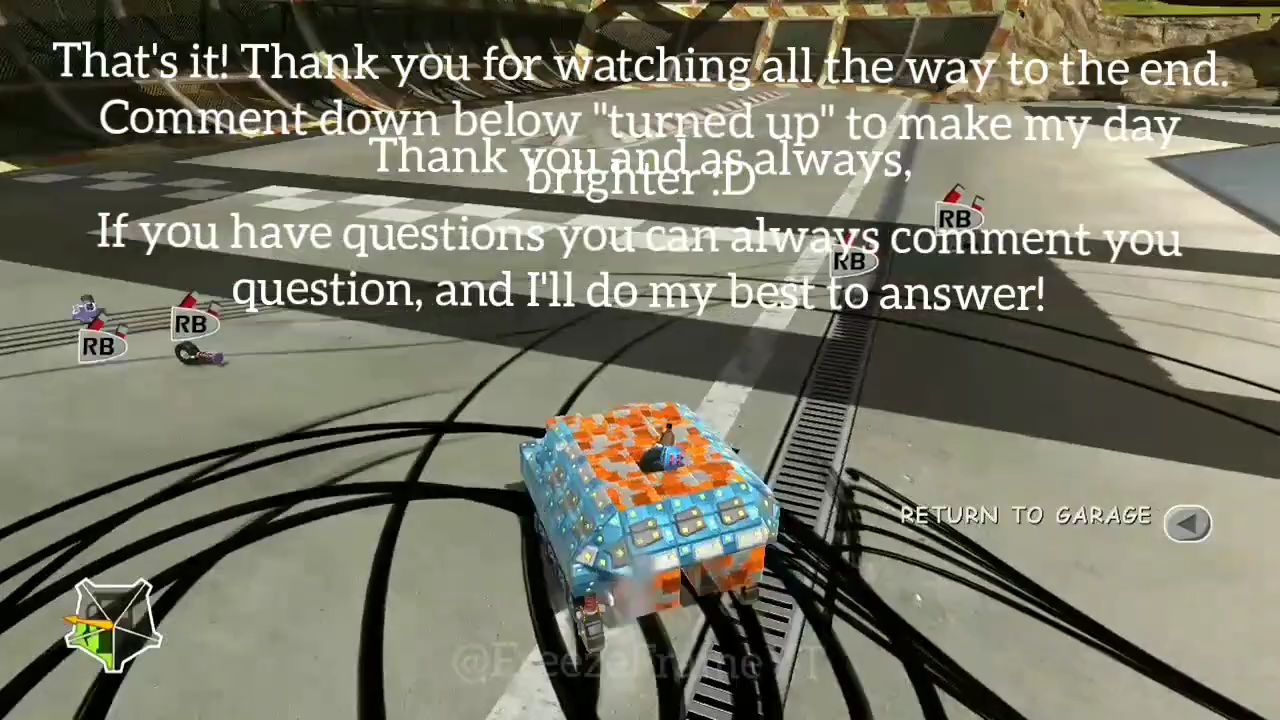 That's it! Thank you for watching all the way to the end.
Comment down below "turned up" to make my day
Thank you and as always,
brighter :D
If you have questions you can always comment you
question, and I'll do my best to answer!
RB
RB
RB
RB
RETURN TO GARAGE